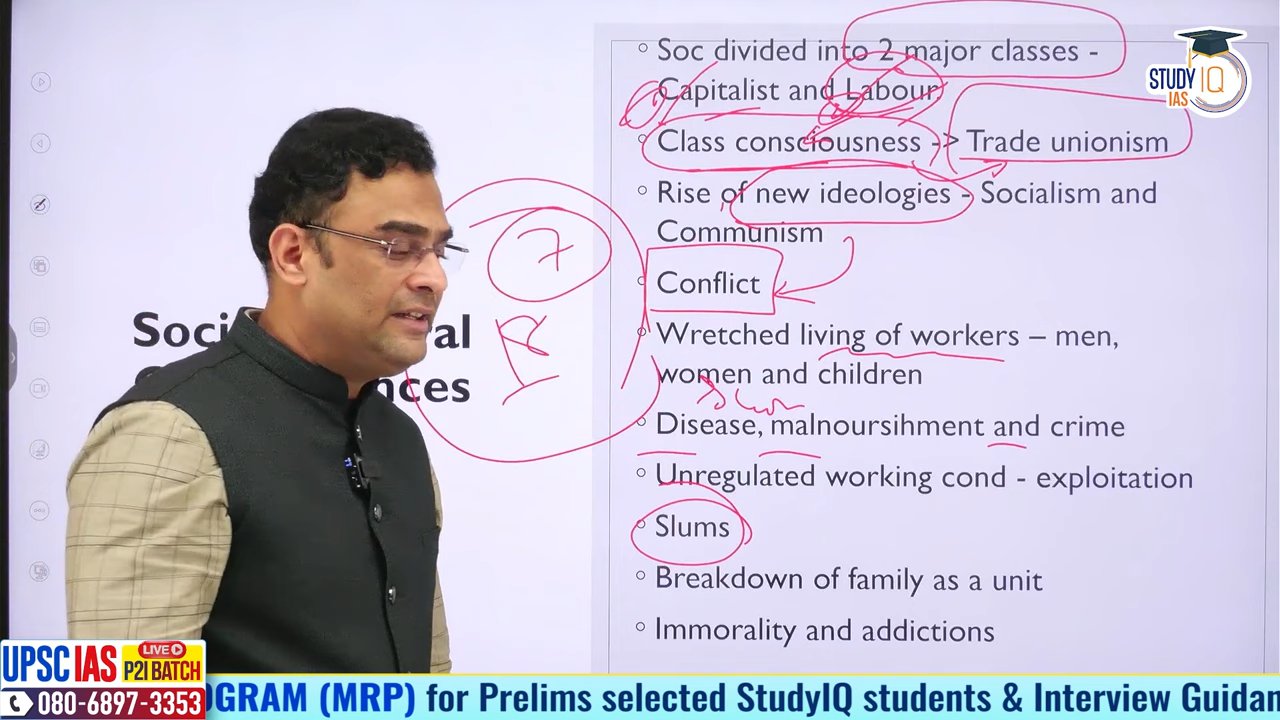 Soc divided into 2 major classes -
Capitalist and Labour
Class consciousness -> Trade unionism
Rise of new ideologies - Socialism and
Communism
Conflict
Wretched living of workers – men,
women and children
Disease, malnoursihment and crime
Unregulated working cond - exploitation
Slums
Breakdown of family as a unit
Immorality and addictions
7
STUDY IQ
IAS
UPSC IAS
LIVE
P2I BATCH
080-6897-3353
OGRAM (MRP) for Prelims selected StudyIQ students & Interview Guidan